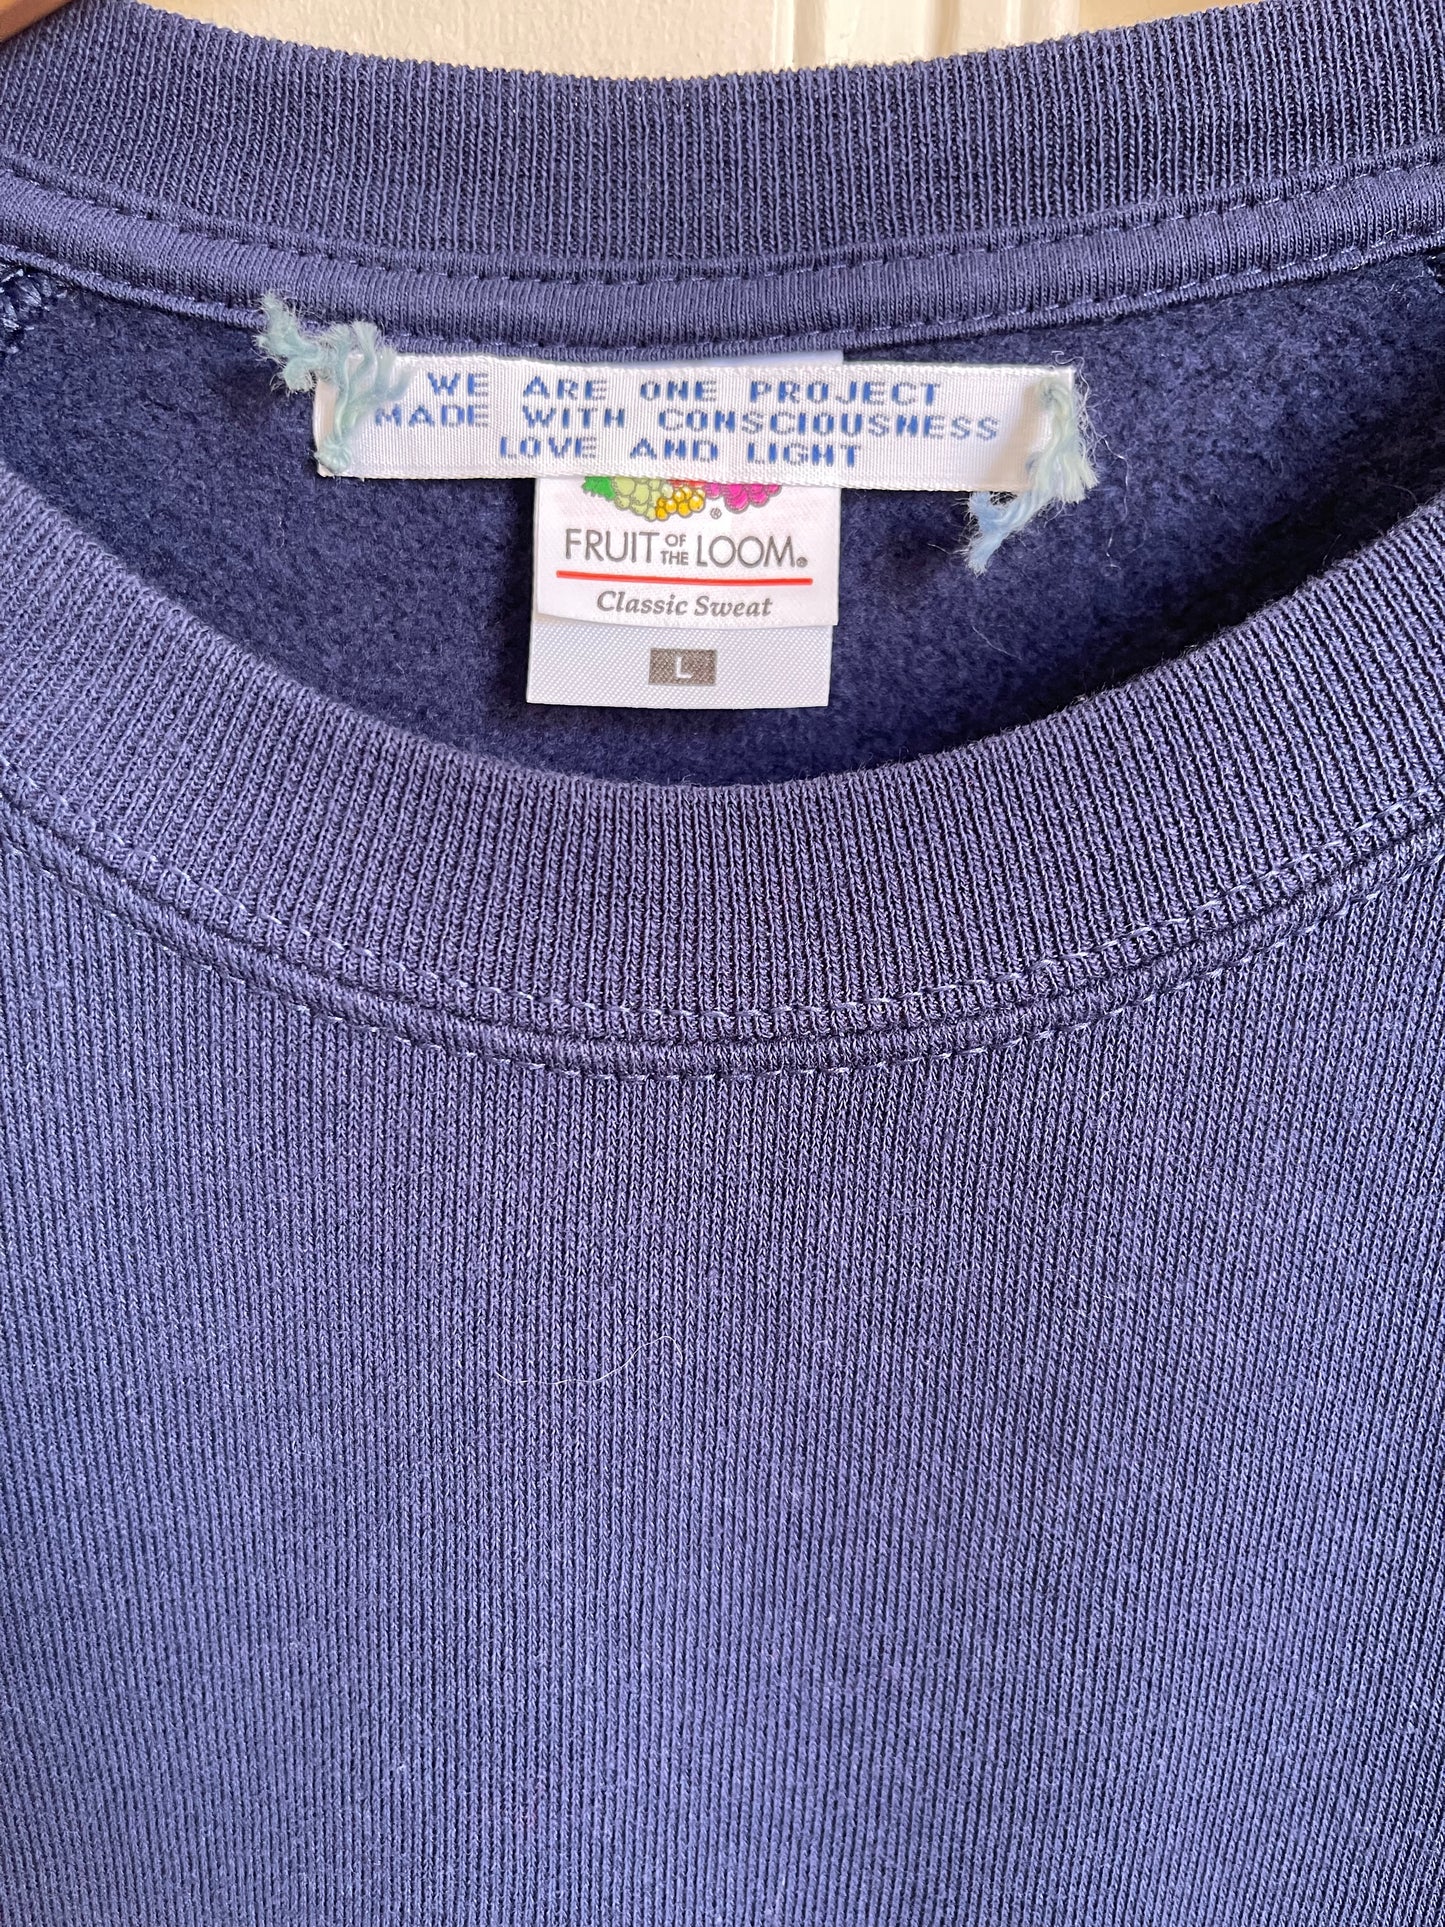 WE ARE ONE PROJECT
MADE WITH CONSCIOUSNESS
LOVE AND LIGHT
®
FRUIT OF THE LOOM®
Classic Sweat
L